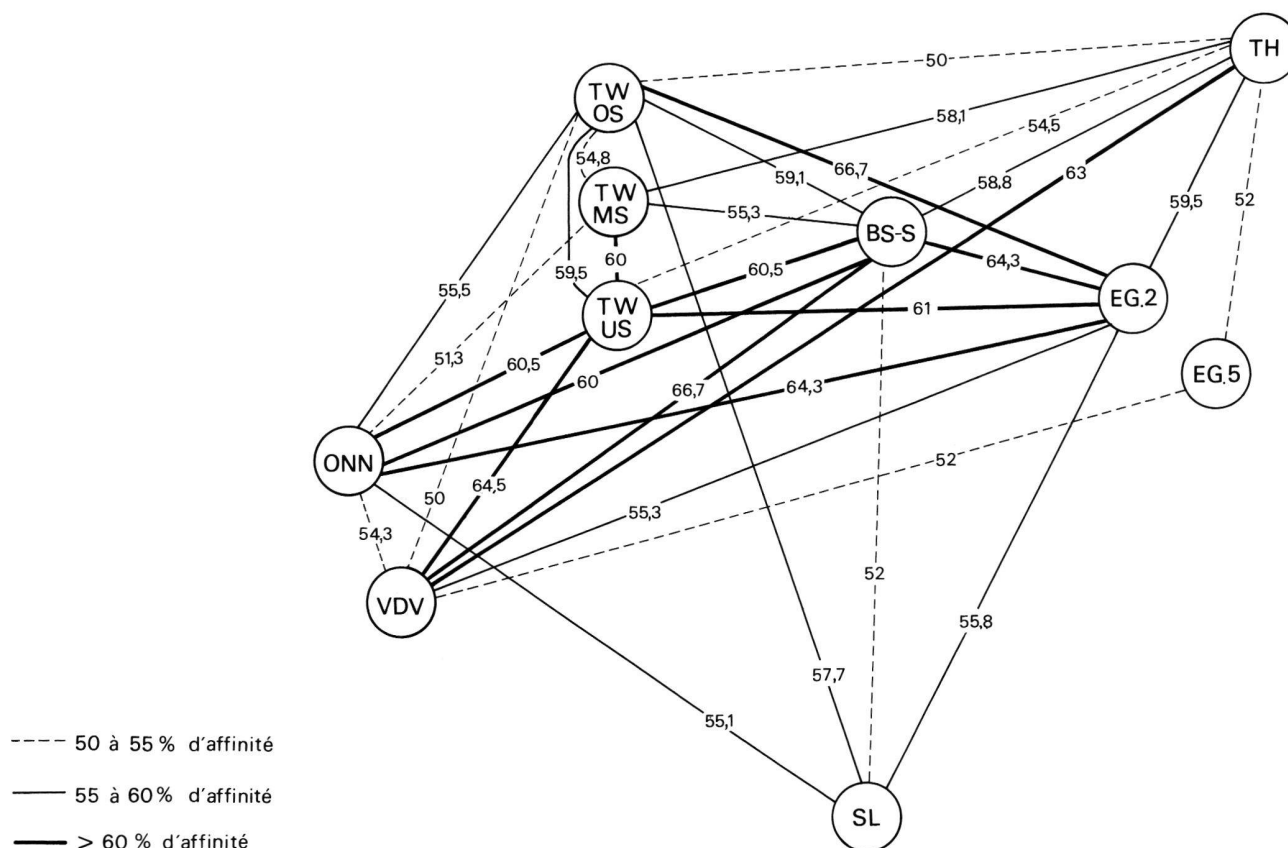 TH
50
TW
OS
58,1
54,5
54,8
66,7
63
59,1
58,8
TW
MS
59,5
52
55,3
BS-S
60
60,5
64,3
59,5
EG.2
TW
US
61
55,5
51,3
60,5
60
66,7
64,3
EG.5
ONN
52
64,5
50
55,3
54,3
52
VDV
55,8
57,7
55,1
50 à 55 % d'affinité
55 à 60 % d'affinité
> 60 % d'affinité
SL